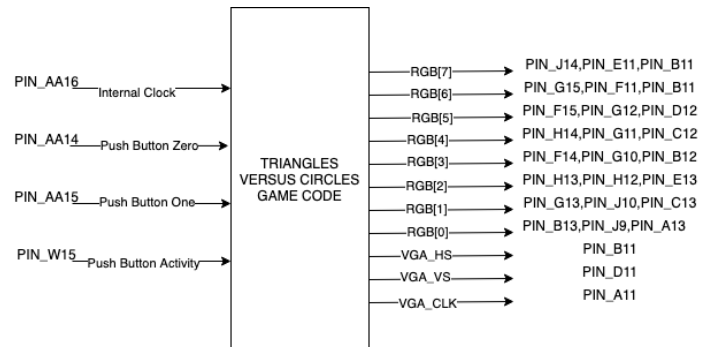 PIN_AA16
Internal Clock
PIN_AA14
Push Button Zero
PIN_AA15
Push Button One
PIN_W15
Push Button Activity
TRIANGLES
VERSUS CIRCLES
GAME CODE
RGB[7] PIN_J14,PIN_E11,PIN_B11
RGB[6] PIN_G15,PIN_F11,PIN_B11
RGB[5] PIN_F15,PIN_G12,PIN_D12
RGB[4] PIN_H14,PIN_G11,PIN_C12
RGB[3] PIN_F14,PIN_G10,PIN_B12
RGB[2] PIN_H13,PIN_H12,PIN_E13
RGB[1] PIN_G13,PIN_J10,PIN_C13
RGB[0] PIN_B13,PIN_J9,PIN_A13
VGA_HS PIN_B11
VGA_VS PIN_D11
VGA_CLK PIN_A11